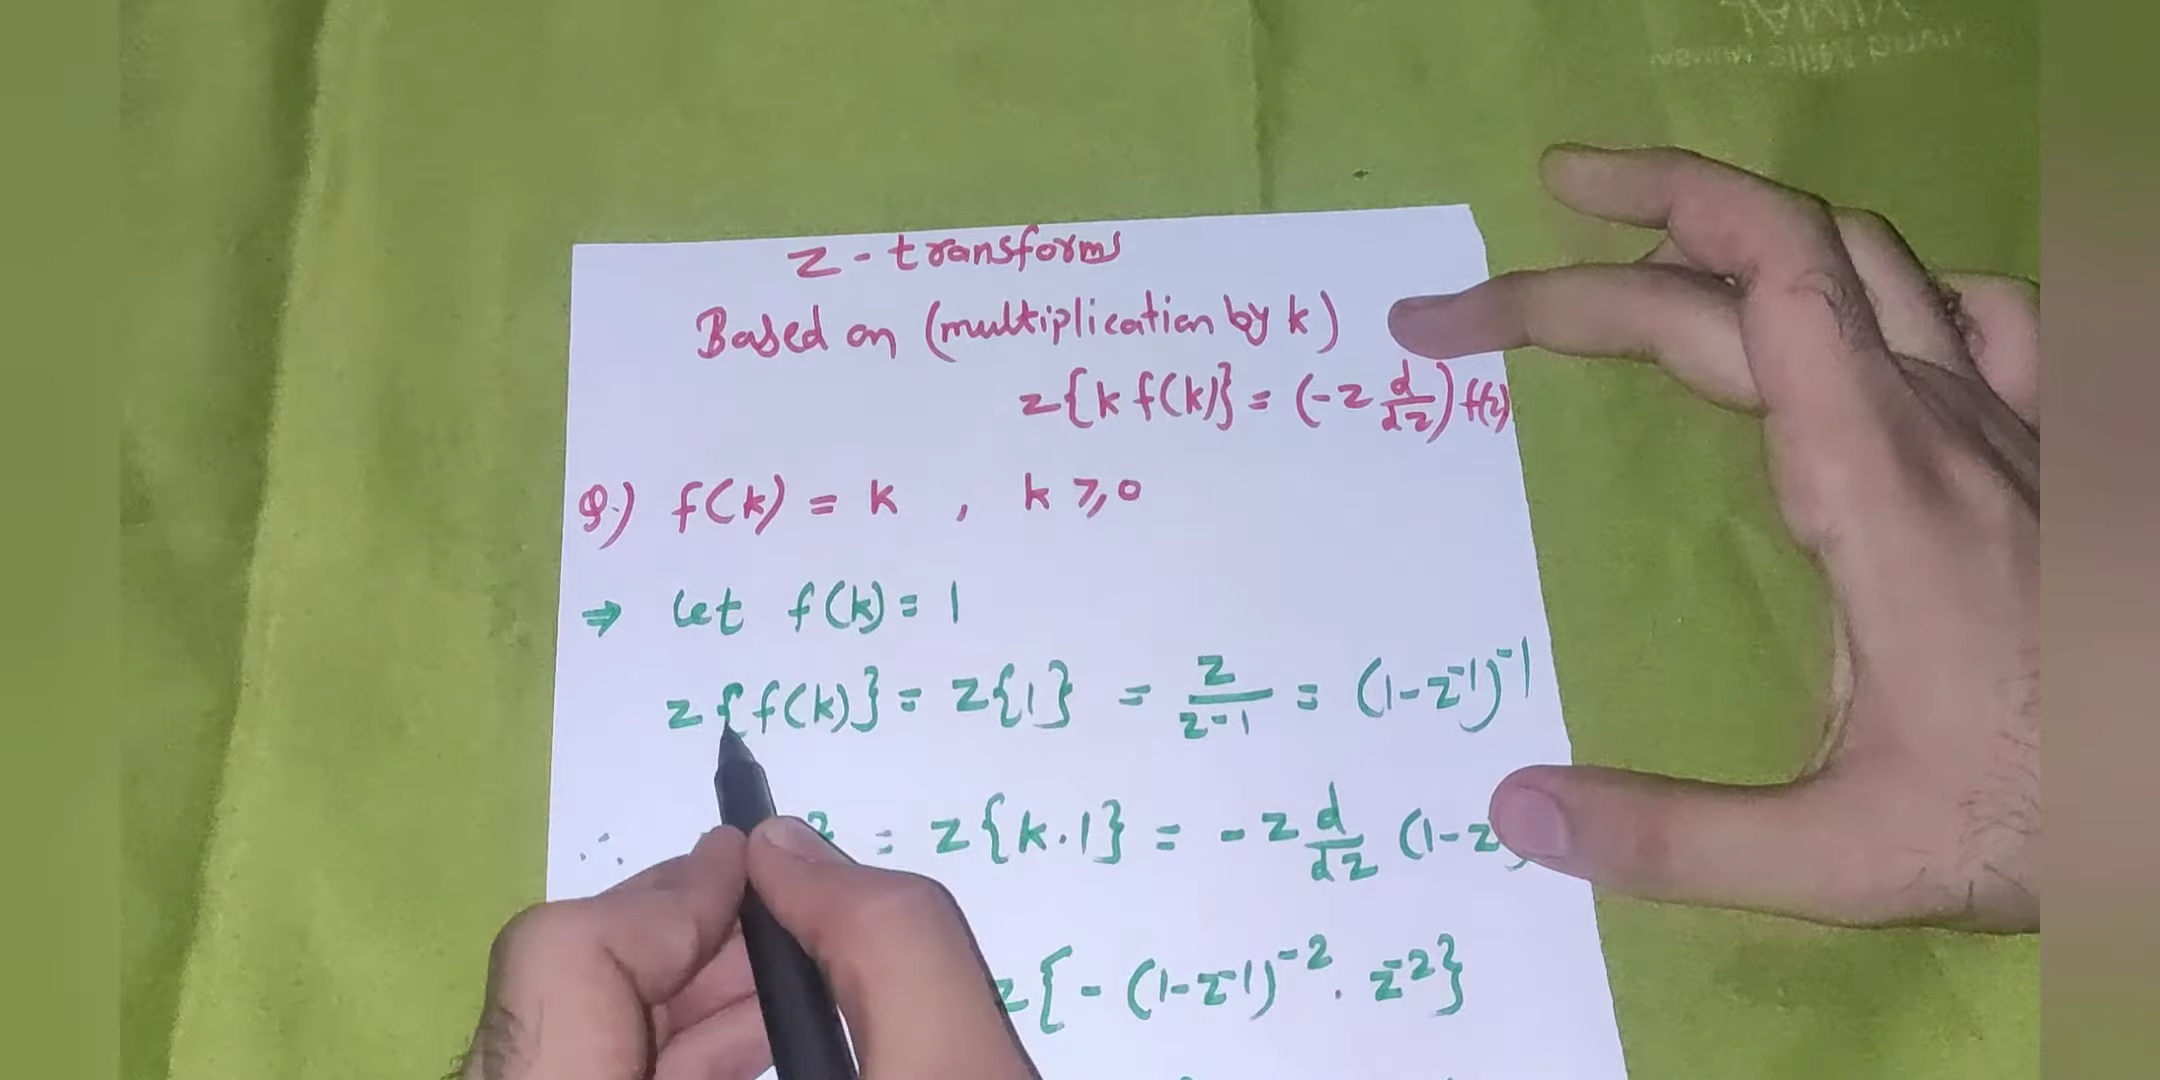 z - transforms
Based on (multiplication by k)
z{k f(k)} = (-z d/dz) f(z)
Q.) f(k) = k , k ≥ 0
⇒ Let f(k) = 1
z{f(k)} = z{1} = z/z-1 = (1-z⁻¹)⁻¹
∴ = z{k.1} = -z d/dz (1-z
z{-(1-z⁻¹)⁻² . z⁻²}